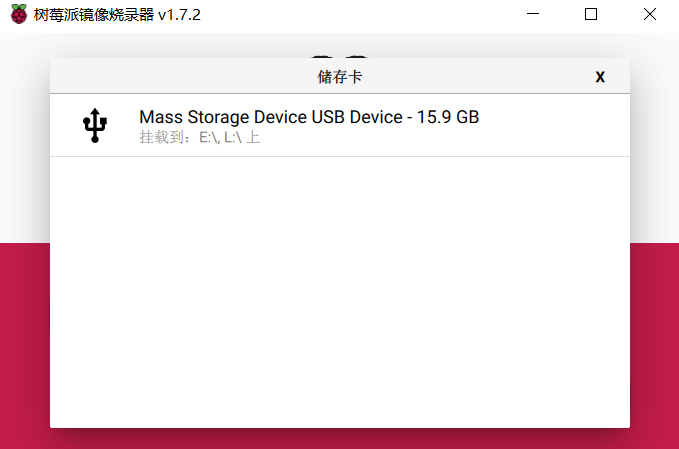 树莓派镜像烧录器 v1.7.2
储存卡
X
Mass Storage Device USB Device - 15.9 GB
挂载到：E:\, L:\ 上